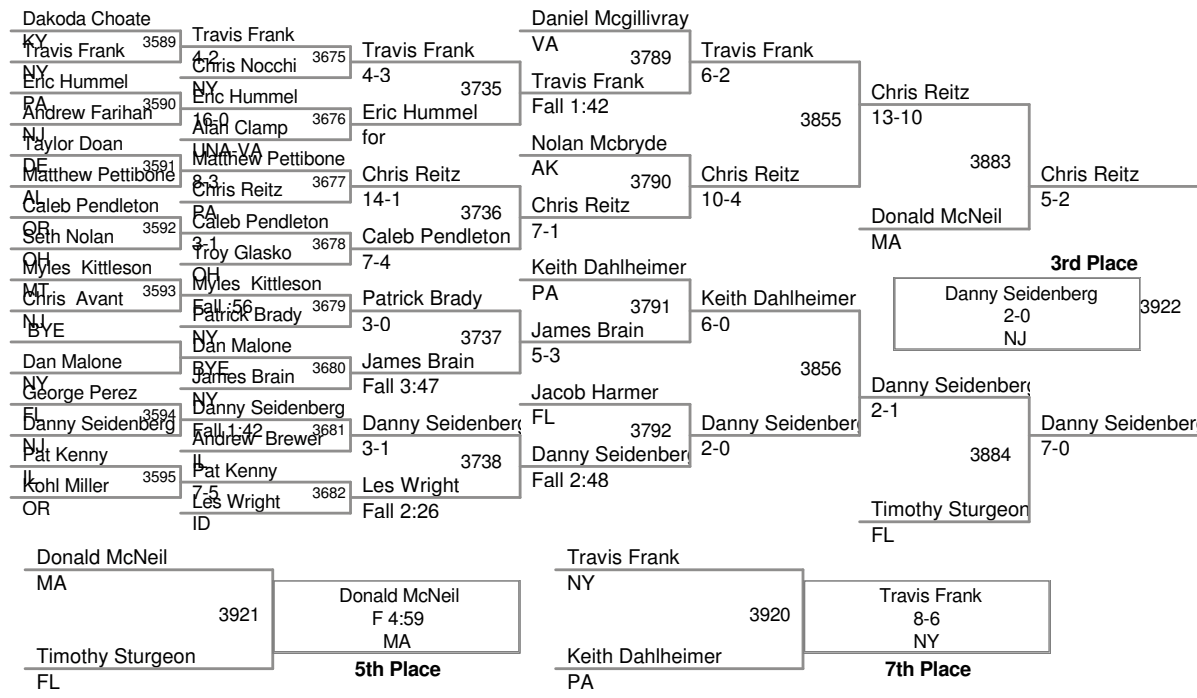 Dakoda Choate
KY
3589
Travis Frank
NY
Eric Hummel
PA
3590
Andrew Farihan
NJ
Taylor Doan
DE
3591
Matthew Pettibone
AL
Caleb Pendleton
OR
3592
Seth Nolan
OH
Myles Kittleson
MT
3593
Chris Avant
NJ
BYE
Dan Malone
NY
George Perez
FL
3594
Danny Seidenberg
NJ
Pat Kenny
IL
3595
Kohl Miller
OR
Travis Frank
4-2
3675
Chris Nocchi
NY
Eric Hummel
16-0
3676
Alan Clamp
UNA-VA
Matthew Pettibone
8-3
3677
Chris Reitz
PA
Caleb Pendleton
3-1
3678
Troy Glasko
OH
Myles Kittleson
Fall :56
3679
Patrick Brady
NY
Dan Malone
BYE
3680
James Brain
NY
Danny Seidenberg
Fall 1:42
3681
Andrew Brewer
IL
Pat Kenny
7-5
3682
Les Wright
ID
Travis Frank
4-3
3735
Eric Hummel
for
Chris Reitz
14-1
3736
Caleb Pendleton
7-4
Patrick Brady
3-0
3737
James Brain
Fall 3:47
Danny Seidenberg
3-1
3738
Les Wright
Fall 2:26
Daniel Mcgillivray
VA
3789
Travis Frank
Fall 1:42
Nolan Mcbryde
AK
3790
Chris Reitz
7-1
Keith Dahlheimer
PA
3791
James Brain
5-3
Jacob Harmer
FL
3792
Danny Seidenberg
Fall 2:48
Travis Frank
6-2
3855
Chris Reitz
10-4
Keith Dahlheimer
6-0
3856
Danny Seidenberg
2-0
Chris Reitz
13-10
3883
Donald McNeil
MA
Danny Seidenberg
2-1
3884
Timothy Sturgeon
FL
Chris Reitz
5-2
3rd Place
Danny Seidenberg
2-0
NJ
3922
Danny Seidenberg
7-0
Donald McNeil
MA
3921
Timothy Sturgeon
FL
Donald McNeil
F 4:59
MA
5th Place
Travis Frank
NY
3920
Keith Dahlheimer
PA
Travis Frank
8-6
NY
7th Place